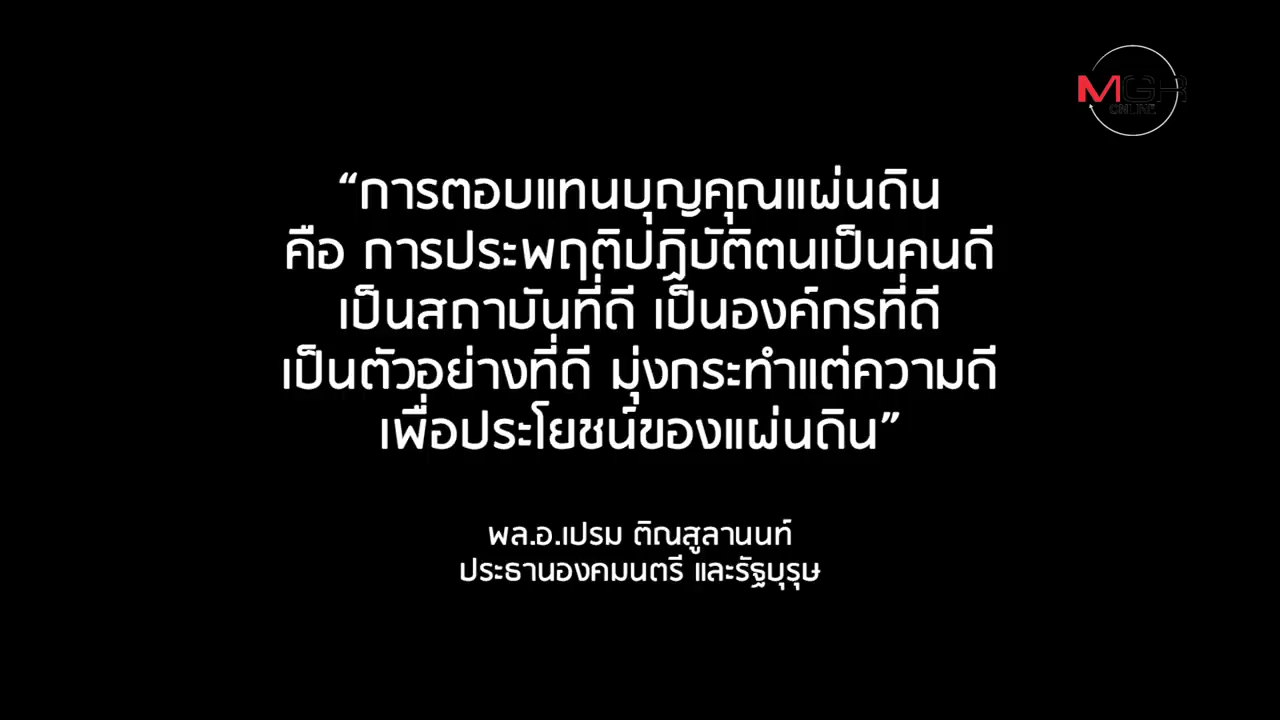 MGR
ONLINE
“การตอบแทนบุญคุณแผ่นดิน
คือ การประพฤติปฏิบัติตนเป็นคนดี
เป็นสถาบันที่ดี เป็นองค์กรที่ดี
เป็นตัวอย่างที่ดี มุ่งกระทำแต่ความดี
เพื่อประโยชน์ของแผ่นดิน”
พล.อ.เปรม ติณสูลานนท์
ประธานองคมนตรี และรัฐบุรุษ